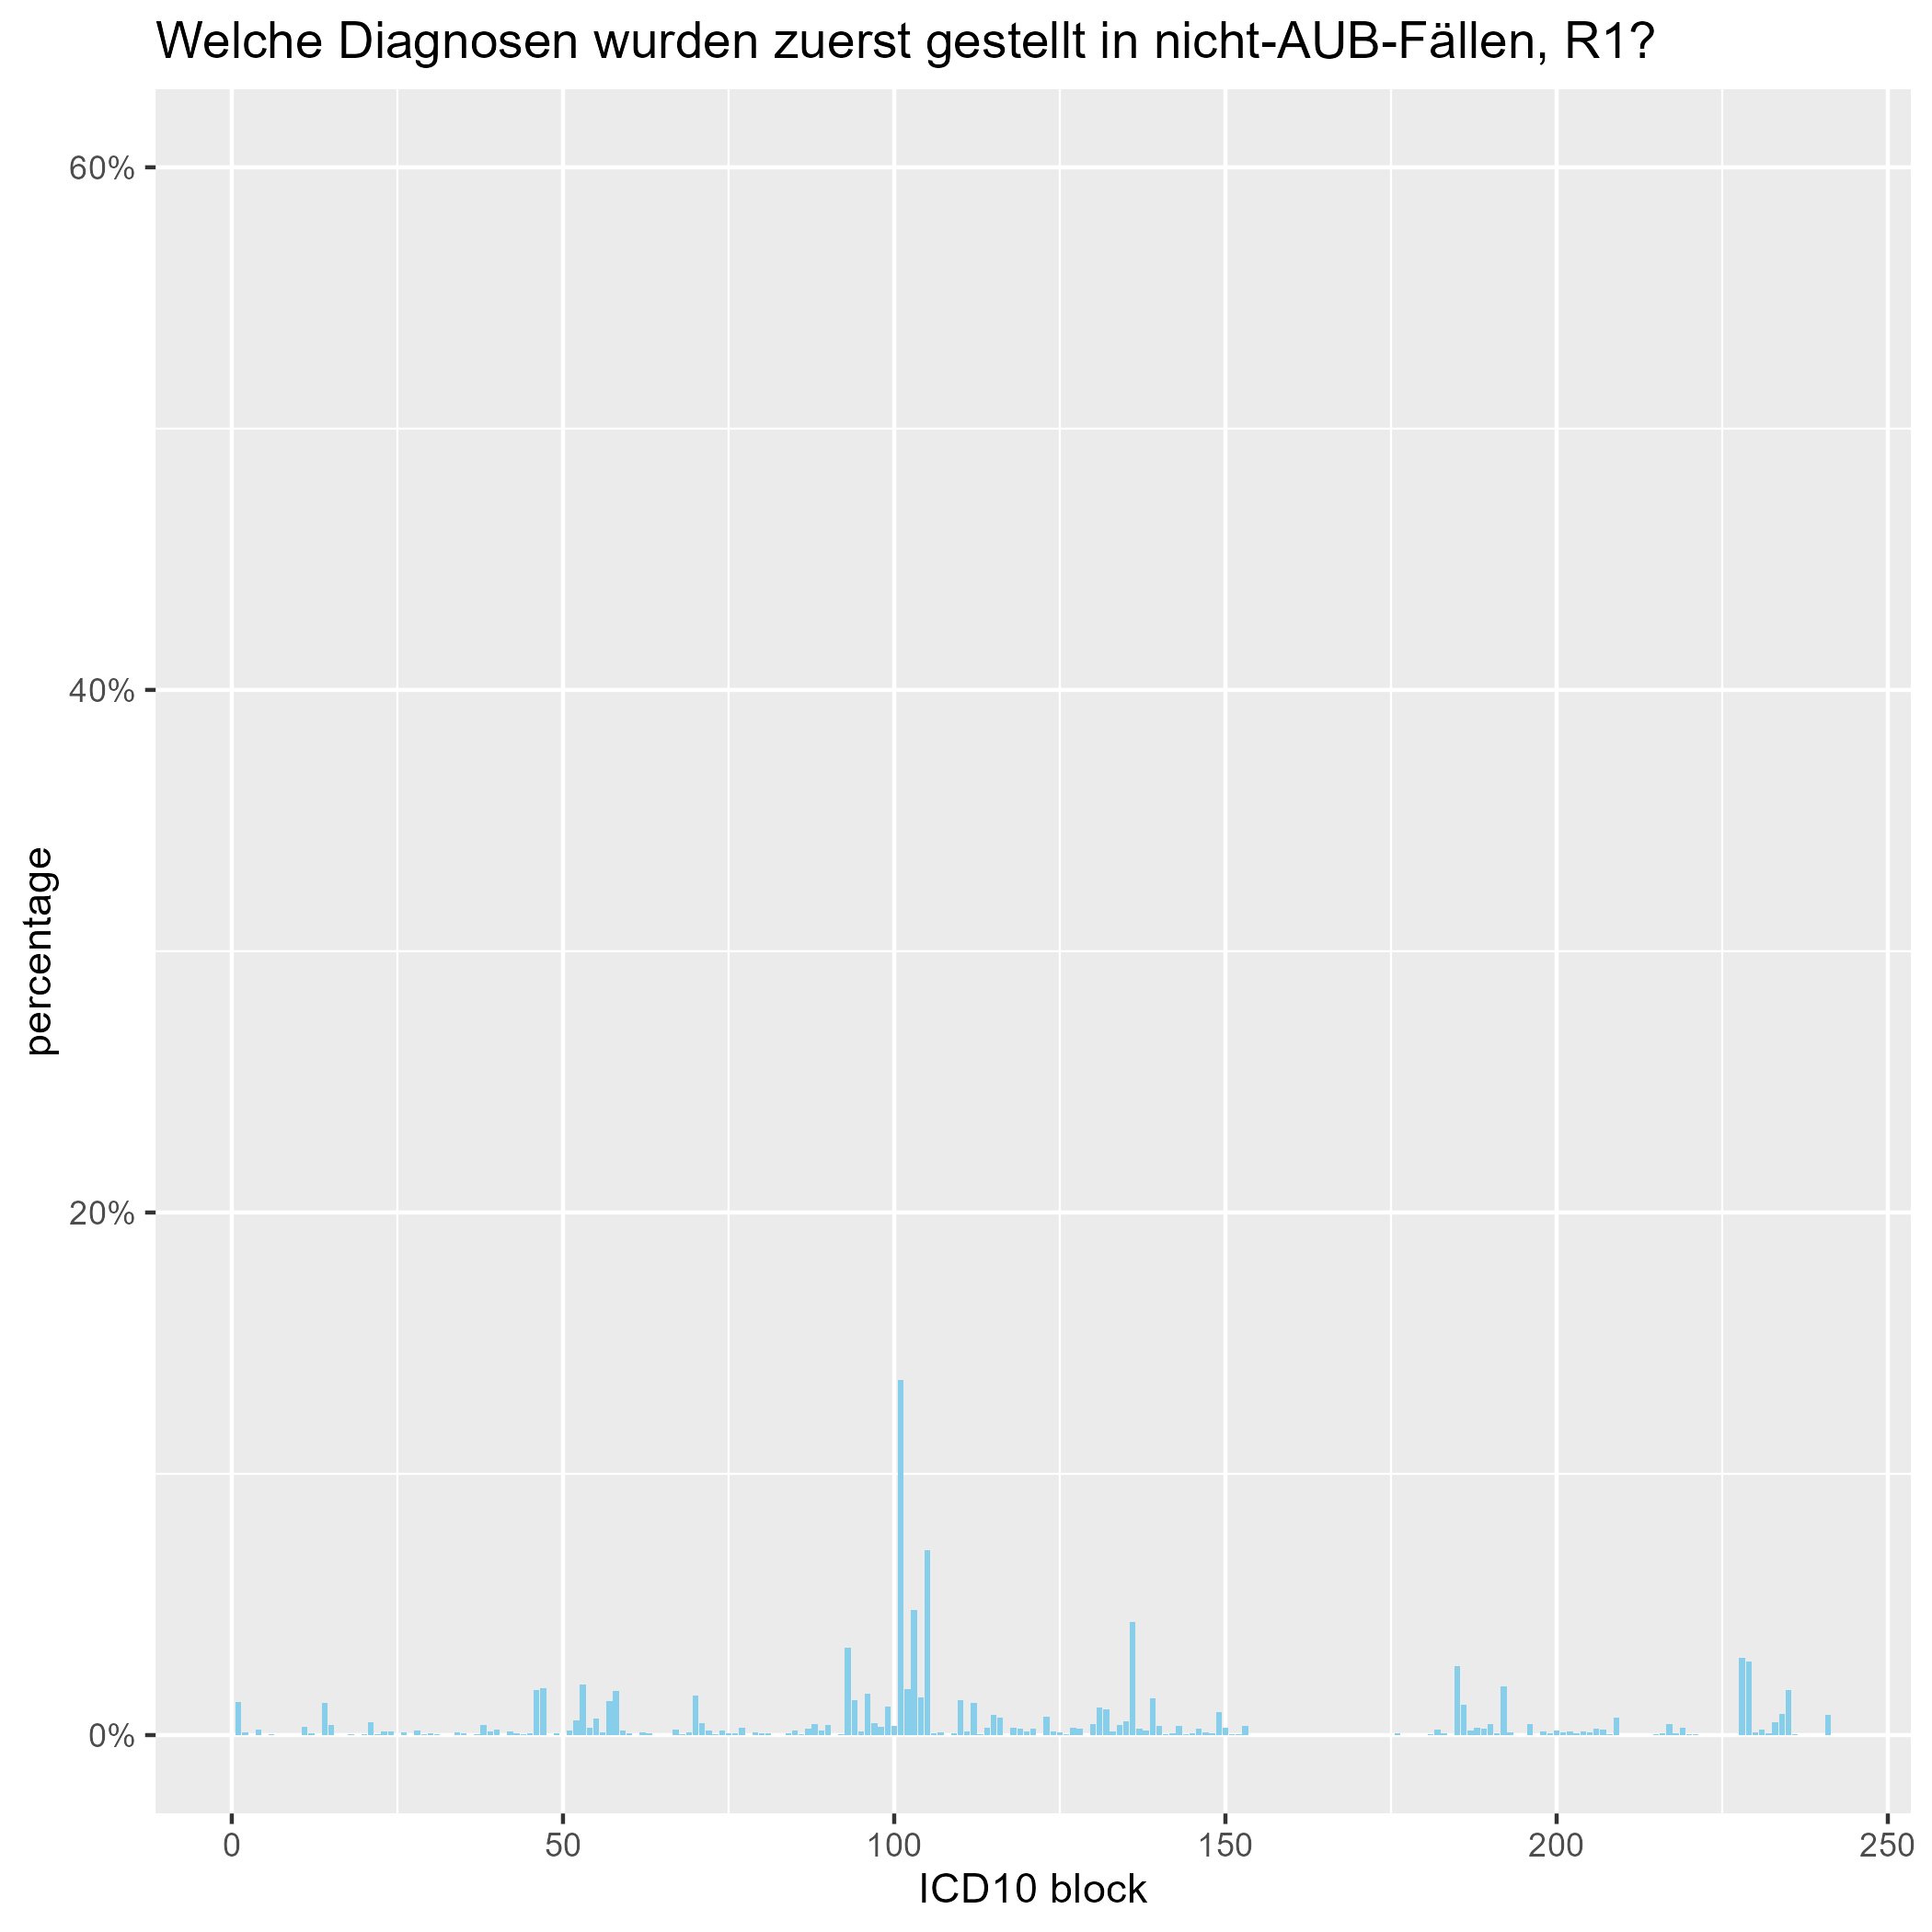 Welche Diagnosen wurden zuerst gestellt in nicht-AUB-Fällen, R1?
60%
40%
20%
0%
percentage
0 50 100 150 200 250
ICD10 block